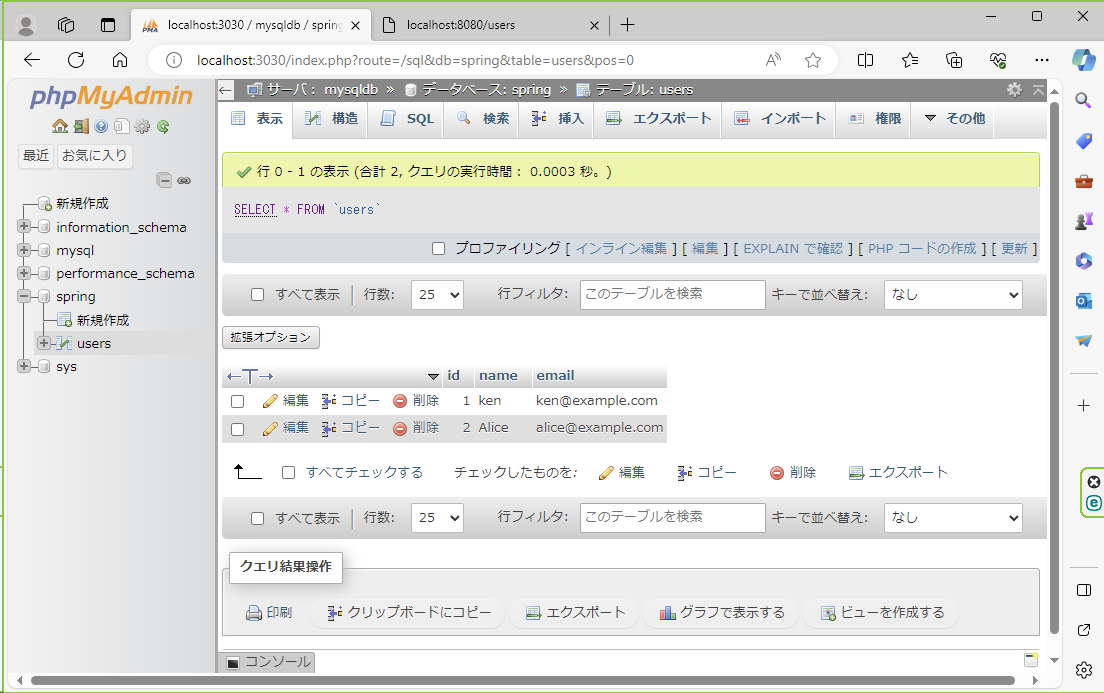 localhost:3030 / mysqldb / spring
localhost:8080/users
localhost:3030/index.php?route=/sql&db=spring&table=users&pos=0
phpMyAdmin
最近 お気に入り
新規作成
information_schema
mysql
performance_schema
spring
新規作成
users
sys
サーバ: mysqldb » データベース: spring » テーブル: users
表示 構造 SQL 検索 挿入 エクスポート インポート 権限 その他
行 0 - 1 の表示 (合計 2, クエリの実行時間： 0.0003 秒。)
SELECT * FROM `users`
プロファイリング [ インライン編集 ] [ 編集 ] [ EXPLAIN で確認 ] [ PHP コードの作成 ] [ 更新 ]
すべて表示 行数: 25 行フィルタ: このテーブルを検索 キーで並べ替え: なし
拡張オプション
←T→ id name email
編集 コピー 削除 1 ken ken@example.com
編集 コピー 削除 2 Alice alice@example.com
すべてチェックする チェックしたものを: 編集 コピー 削除 エクスポート
すべて表示 行数: 25 行フィルタ: このテーブルを検索 キーで並べ替え: なし
クエリ結果操作
印刷 クリップボードにコピー エクスポート グラフで表示する ビューを作成する
コンソール